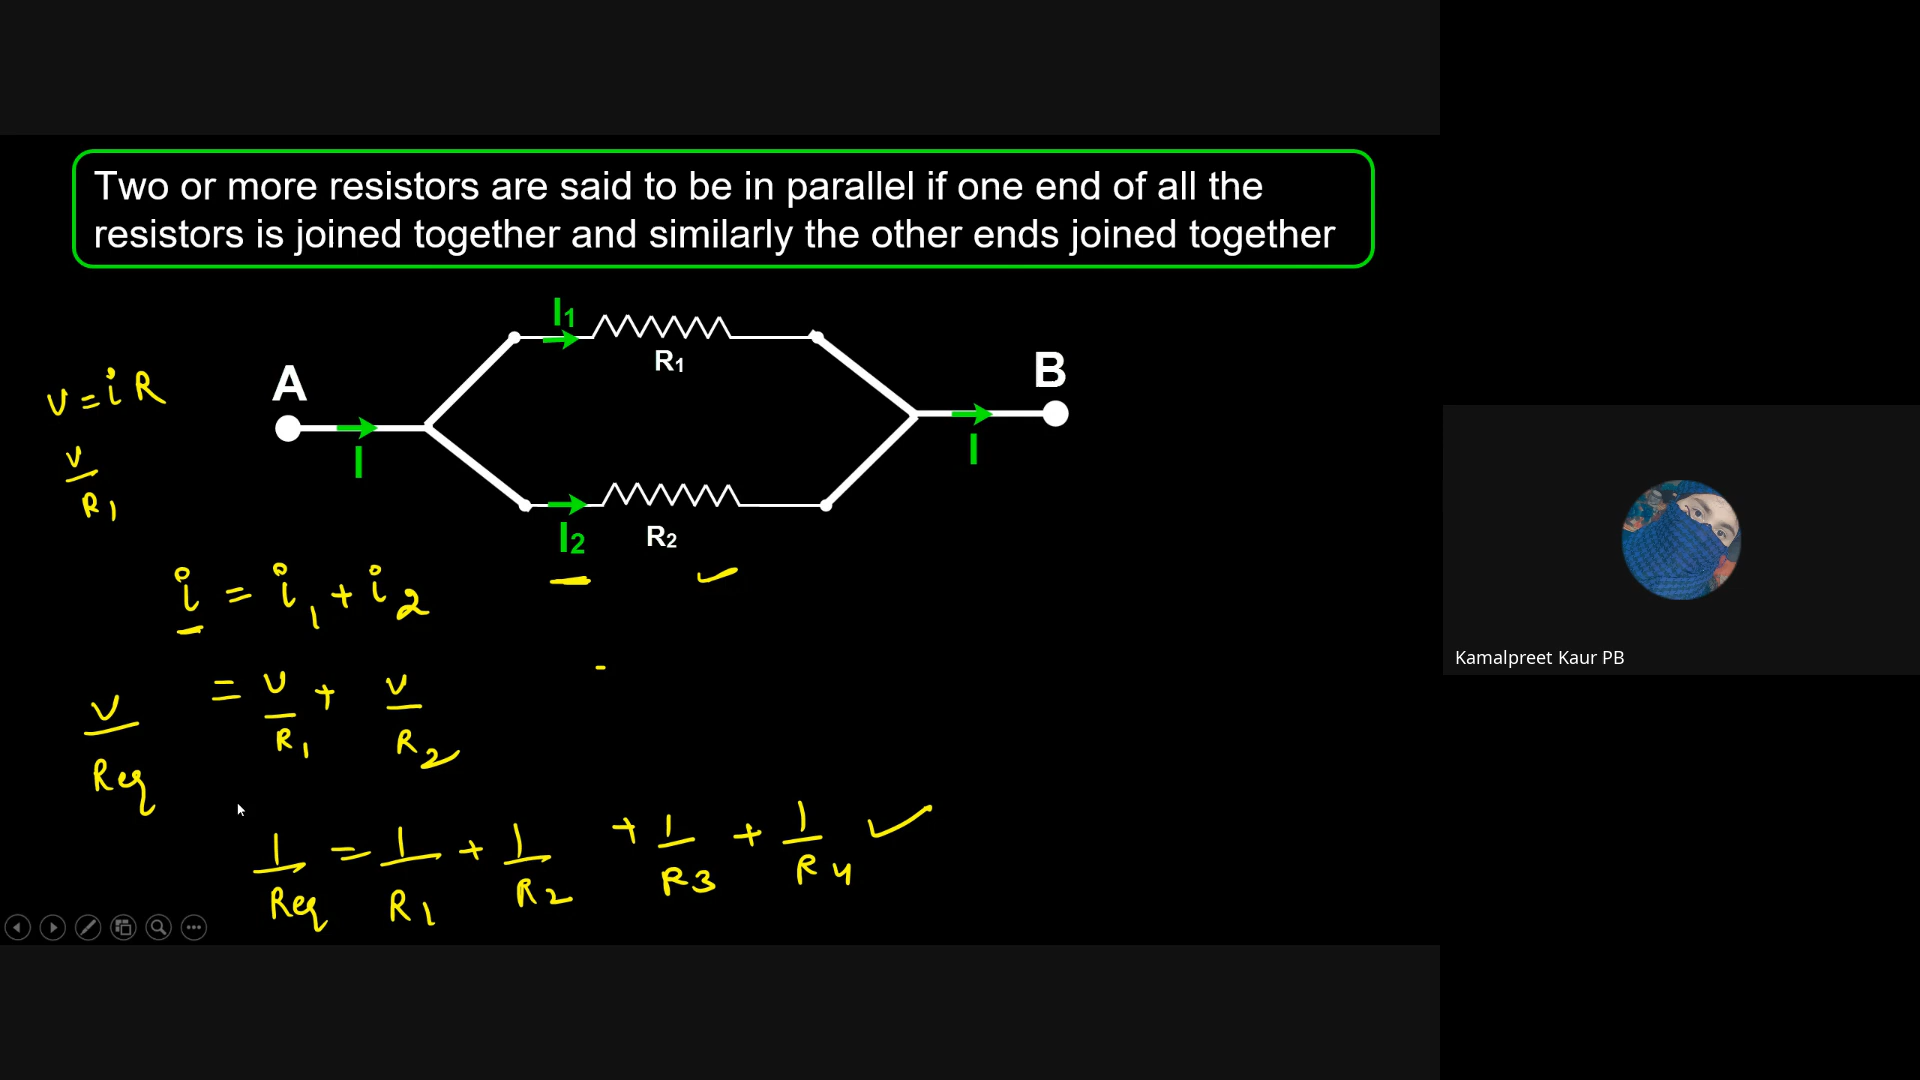 Two or more resistors are said to be in parallel if one end of all the
resistors is joined together and similarly the other ends joined together
I1
R1
A
B
I
I
I2
R2
v = i R
v/R1
i = i1 + i2
v/Req = v/R1 + v/R2
1/Req = 1/R1 + 1/R2 + 1/R3 + 1/R4
Kamalpreet Kaur PB